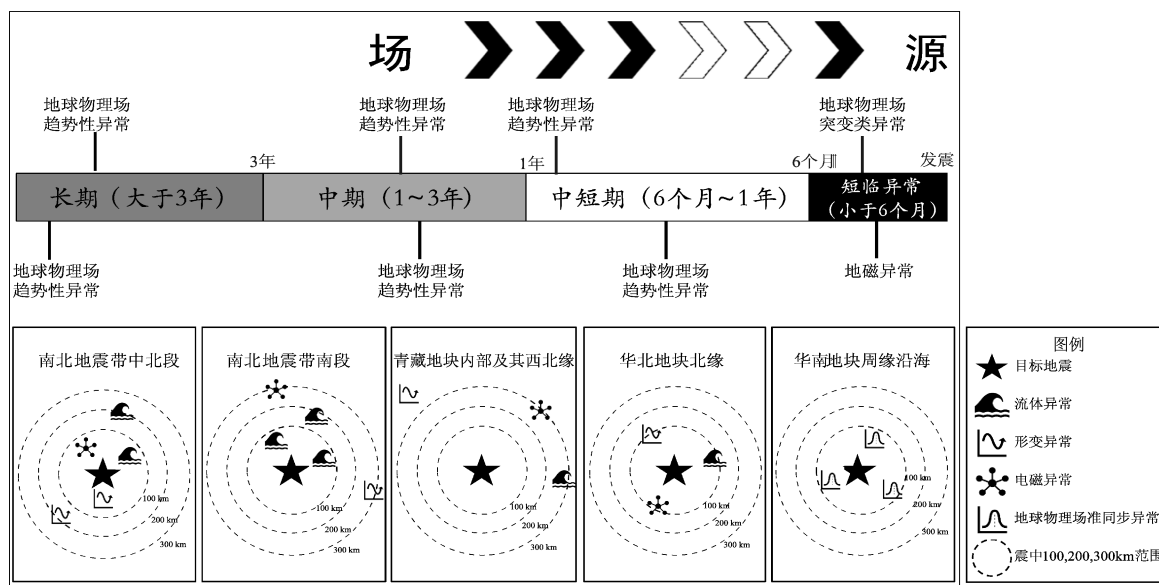 场
源
地球物理场
趋势性异常
地球物理场
趋势性异常
地球物理场
趋势性异常
地球物理场
突变类异常
3年
1年
6个月
发震
长期（大于3年）
中期（1~3年）
中短期（6个月~1年）
短临异常
（小于6个月）
地球物理场
趋势性异常
地球物理场
趋势性异常
地球物理场
趋势性异常
地磁异常
南北地震带中北段
100 km
200 km
300 km
南北地震带南段
100 km
200 km
300 km
青藏地块内部及其西北缘
100 km
200 km
300 km
华北地块北缘
100 km
200 km
300 km
华南地块周缘沿海
100 km
200 km
300 km
图例
目标地震
流体异常
形变异常
电磁异常
地球物理场准同步异常
震中100,200,300km范围